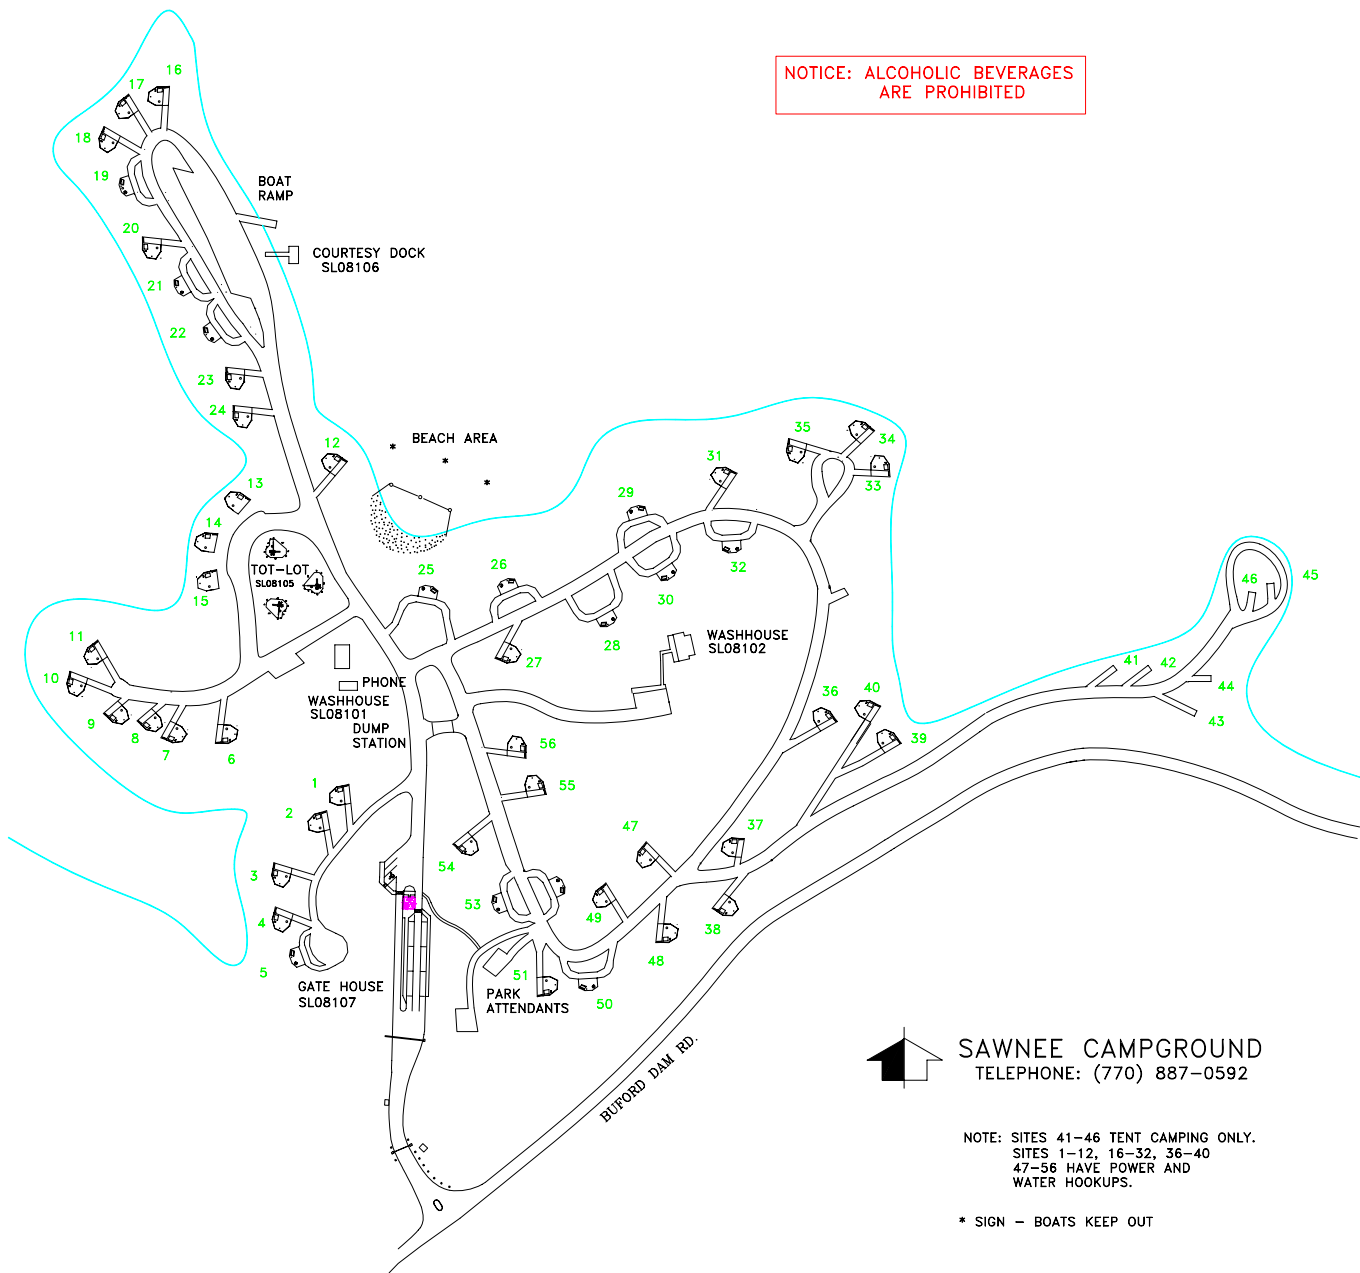 NOTICE: ALCOHOLIC BEVERAGES
ARE PROHIBITED
16
17
18
19
BOAT
RAMP
20
COURTESY DOCK
SL08106
21
22
23
24
12
BEACH AREA
35
34
31
33
13
29
14
32
26
25
TOT-LOT
SL08105
15
30
46
45
28
WASHHOUSE
SL08102
11
27
41
42
10
PHONE
44
WASHHOUSE
SL08101
36
40
43
9
8
7
6
DUMP
STATION
56
39
55
1
2
47
37
54
3
53
49
4
38
48
5
51
50
GATE HOUSE
SL08107
PARK
ATTENDANTS
BUFORD DAM RD.
SAWNEE CAMPGROUND
TELEPHONE: (770) 887-0592
NOTE: SITES 41-46 TENT CAMPING ONLY.
SITES 1-12, 16-32, 36-40
47-56 HAVE POWER AND
WATER HOOKUPS.
* SIGN - BOATS KEEP OUT